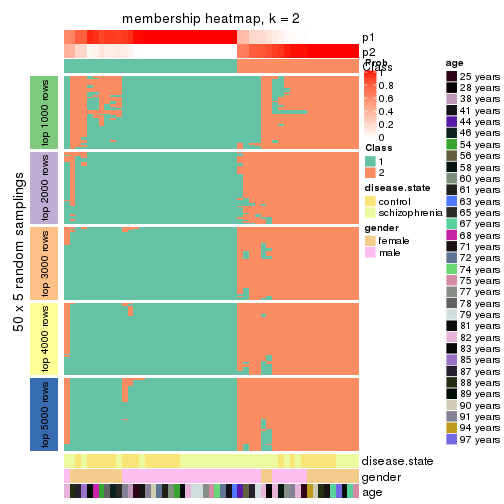 membership heatmap, k = 2
p1
p2
Class
50 x 5 random samplings
top 1000 rows
top 2000 rows
top 3000 rows
top 4000 rows
top 5000 rows
disease.state
gender
age
Prob
1
0.8
0.6
0.4
0.2
0
Class
1
2
disease.state
control
schizophrenia
gender
female
male
age
25 years
28 years
38 years
41 years
44 years
46 years
54 years
56 years
58 years
60 years
61 years
63 years
65 years
67 years
68 years
71 years
72 years
74 years
75 years
77 years
78 years
79 years
81 years
82 years
83 years
85 years
87 years
88 years
89 years
90 years
91 years
94 years
97 years